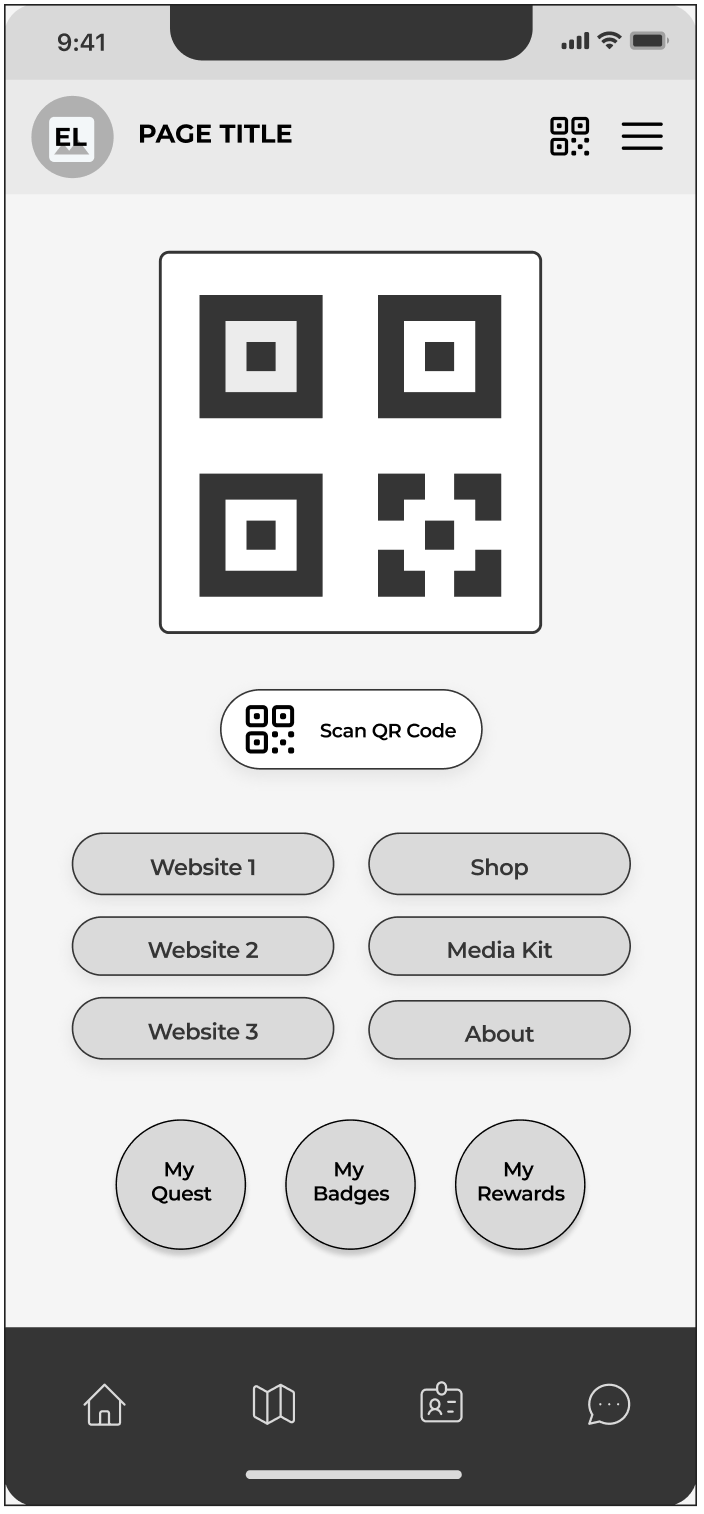 9:41
EL
PAGE TITLE
Scan QR Code
Website 1
Shop
Website 2
Media Kit
Website 3
About
My
Quest
My
Badges
My
Rewards